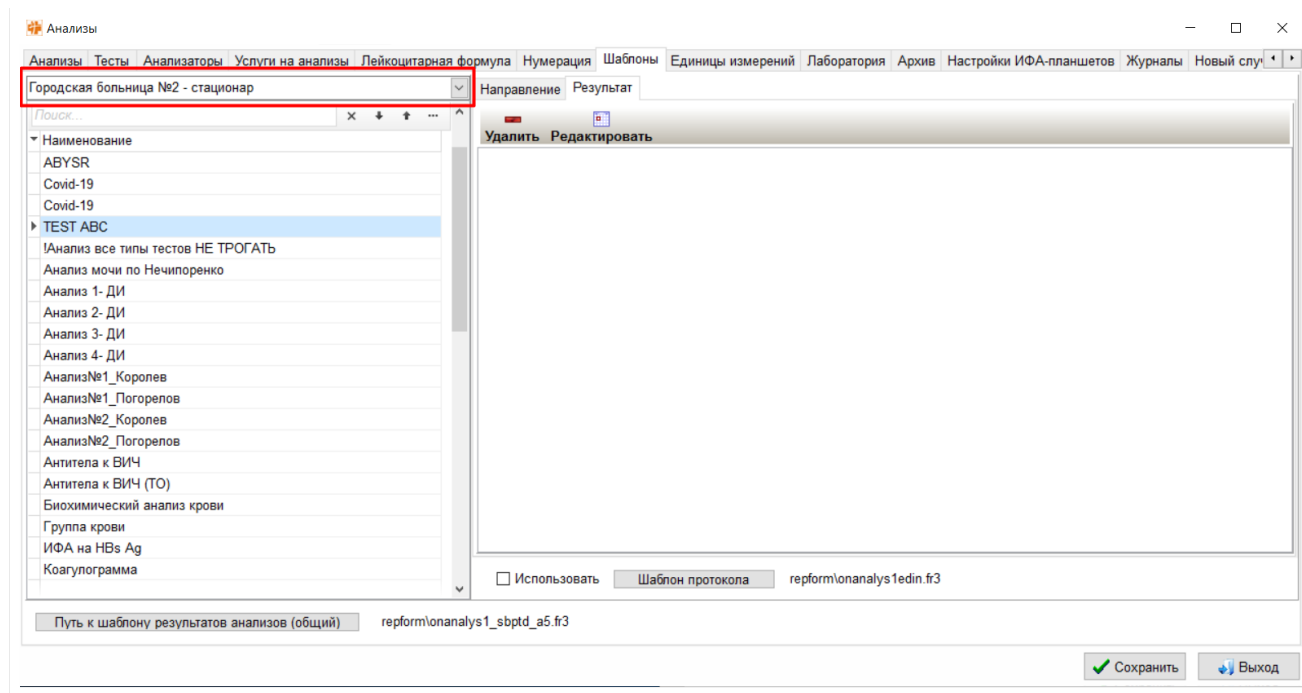 Анализы
Анализы Тесты Анализаторы Услуги на анализы Лейкоцитарная формула Нумерация Шаблоны Единицы измерений Лаборатория Архив Настройки ИФА-планшетов Журналы Новый слу
Городская больница №2 - стационар
Направление Результат
Поиск...
Удалить Редактировать
Наименование
ABYSR
Covid-19
Covid-19
TEST ABC
!Анализ все типы тестов НЕ ТРОГАТЬ
Анализ мочи по Нечипоренко
Анализ 1- ДИ
Анализ 2- ДИ
Анализ 3- ДИ
Анализ 4- ДИ
Анализ№1_Королев
Анализ№1_Погорелов
Анализ№2_Королев
Анализ№2_Погорелов
Антитела к ВИЧ
Антитела к ВИЧ (ТО)
Биохимический анализ крови
Группа крови
ИФА на HBs Ag
Коагулограмма
Использовать Шаблон протокола repform\onanalys1edin.fr3
Путь к шаблону результатов анализов (общий) repform\onanalys1_sbptd_a5.fr3
Сохранить Выход